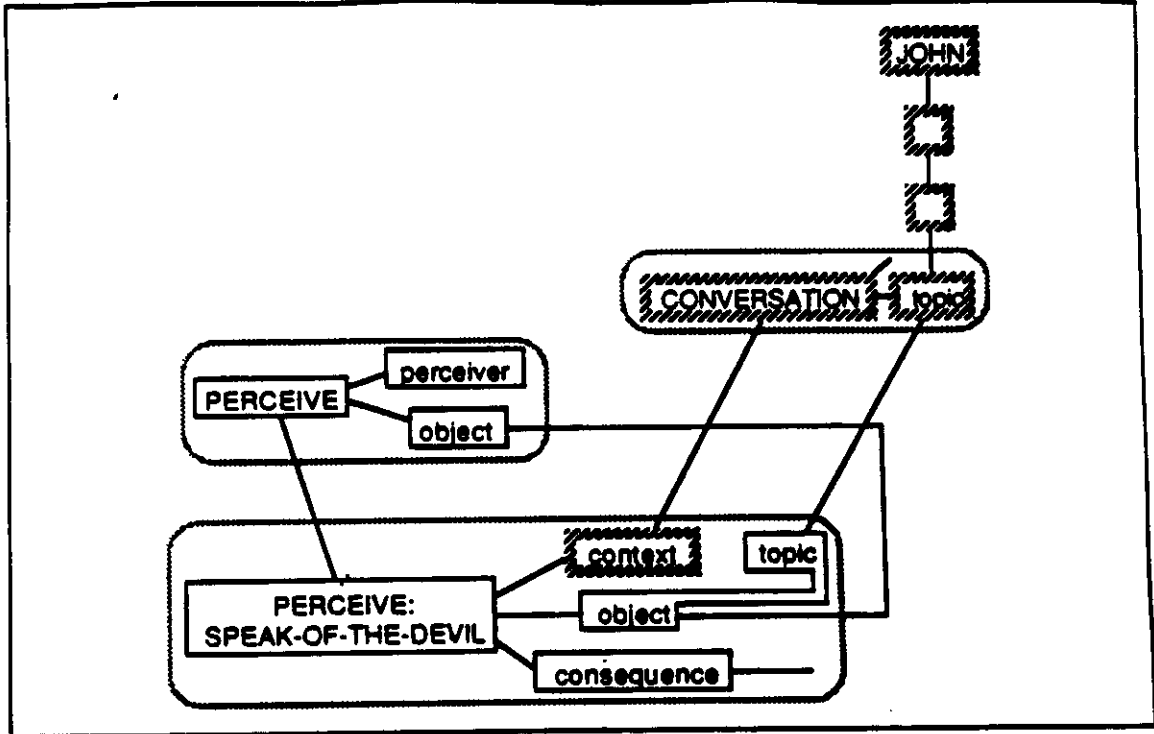 JOHN
CONVERSATION topic
perceiver
PERCEIVE
object
context topic
PERCEIVE:
SPEAK-OF-THE-DEVIL
object
consequence